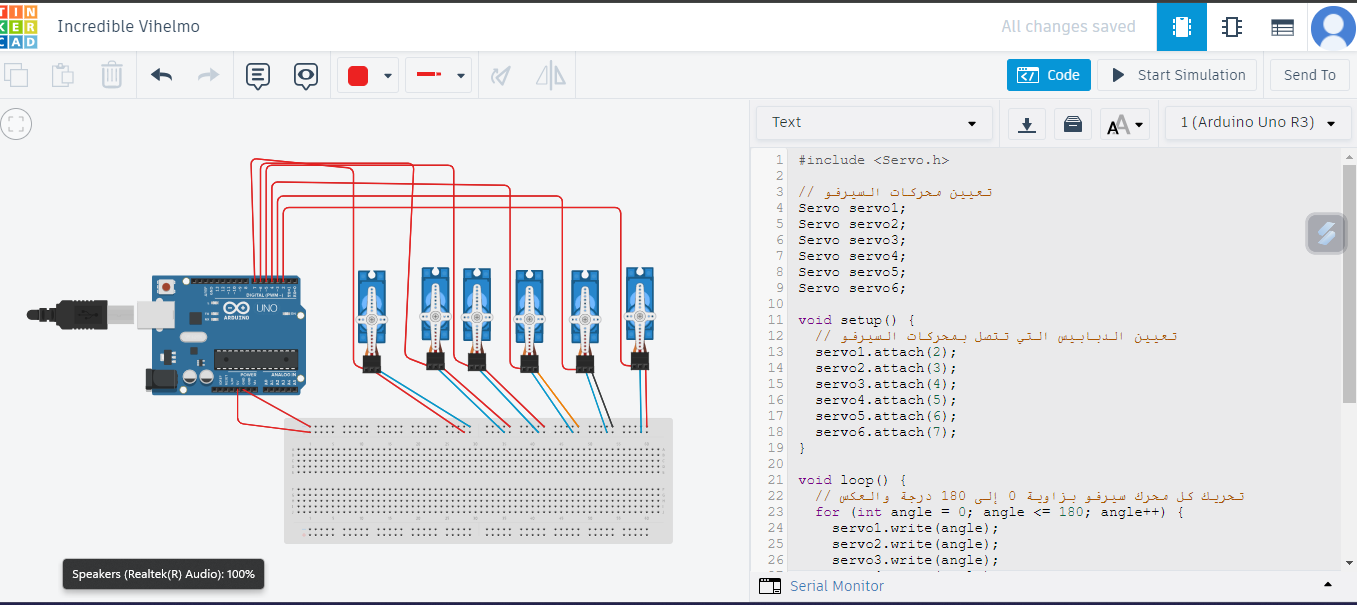 TIN
KER
CAD
Incredible Vihelmo
All changes saved
Code
Start Simulation
Send To
Text
1 (Arduino Uno R3)
1 #include <Servo.h>
2
3 // تعيين محركات السيرفو
4 Servo servo1;
5 Servo servo2;
6 Servo servo3;
7 Servo servo4;
8 Servo servo5;
9 Servo servo6;
10
11 void setup() {
12 // تعيين الدبابيس التي تتصل بمحركات السيرفو
13 servo1.attach(2);
14 servo2.attach(3);
15 servo3.attach(4);
16 servo4.attach(5);
17 servo5.attach(6);
18 servo6.attach(7);
19 }
20
21 void loop() {
22 // تحريك كل محرك سيرفو بزاوية 0 إلى 180 درجة والعكس
23 for (int angle = 0; angle <= 180; angle++) {
24 servo1.write(angle);
25 servo2.write(angle);
26 servo3.write(angle);
DIGITAL (PWM ~)
UNO
ARDUINO
POWER
ANALOG IN
Speakers (Realtek(R) Audio): 100%
Serial Monitor